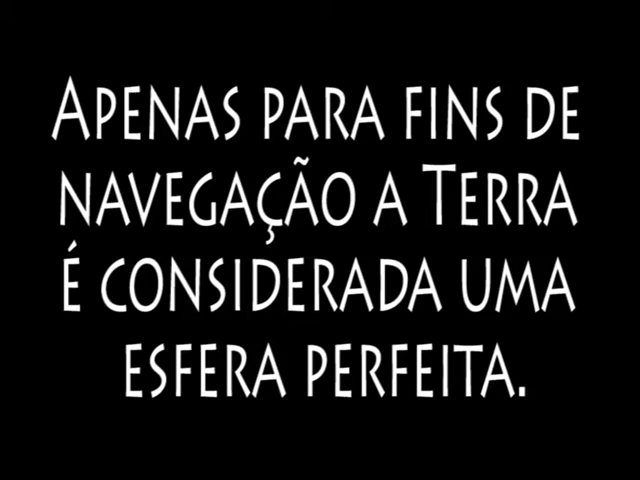 APENAS PARA FINS DE
NAVEGAÇÃO A TERRA
É CONSIDERADA UMA
ESFERA PERFEITA.